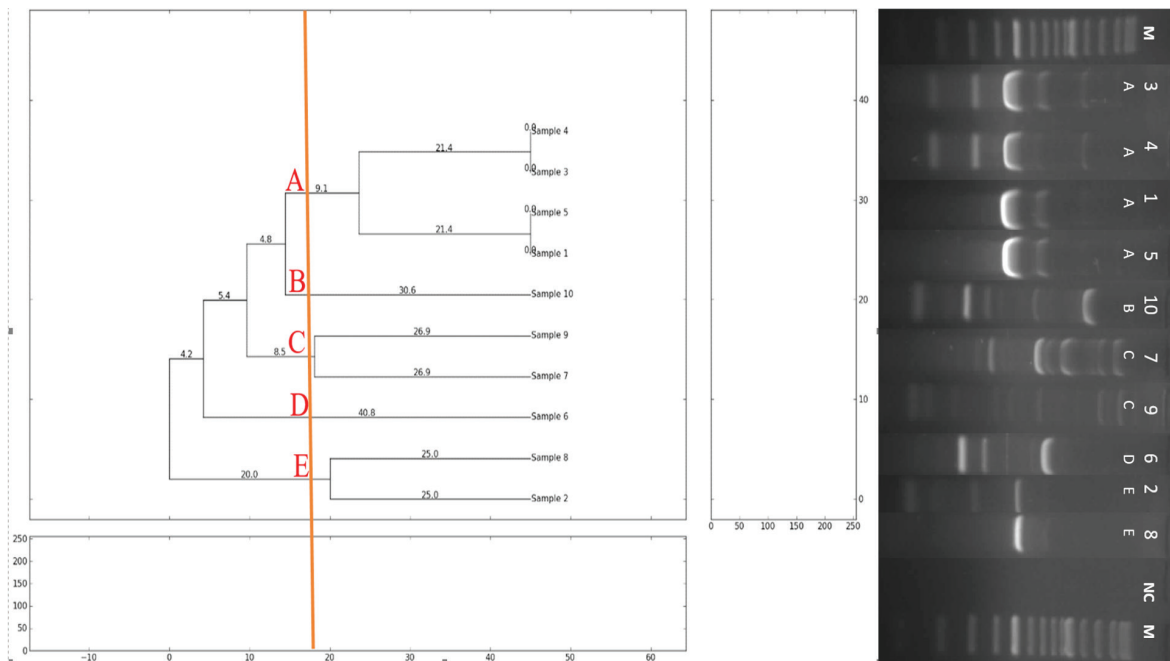 0.0
Sample 4
21.4
0.0
Sample 3
A
9.1
0.0
Sample 5
21.4
0.0
Sample 1
4.8
B
30.6
Sample 10
5.4
C
26.9
Sample 9
8.5
26.9
Sample 7
4.2
D
40.8
Sample 6
E
25.0
Sample 8
20.0
25.0
Sample 2
40
30
20
10
0
0 50 100 150 200 250
250
200
150
100
50
0
−10 0 10 20 30 40 50 60
M
3 A
4 A
1 A
5 A
10 B
7 C
9 C
6 D
2 E
8 E
NC
M